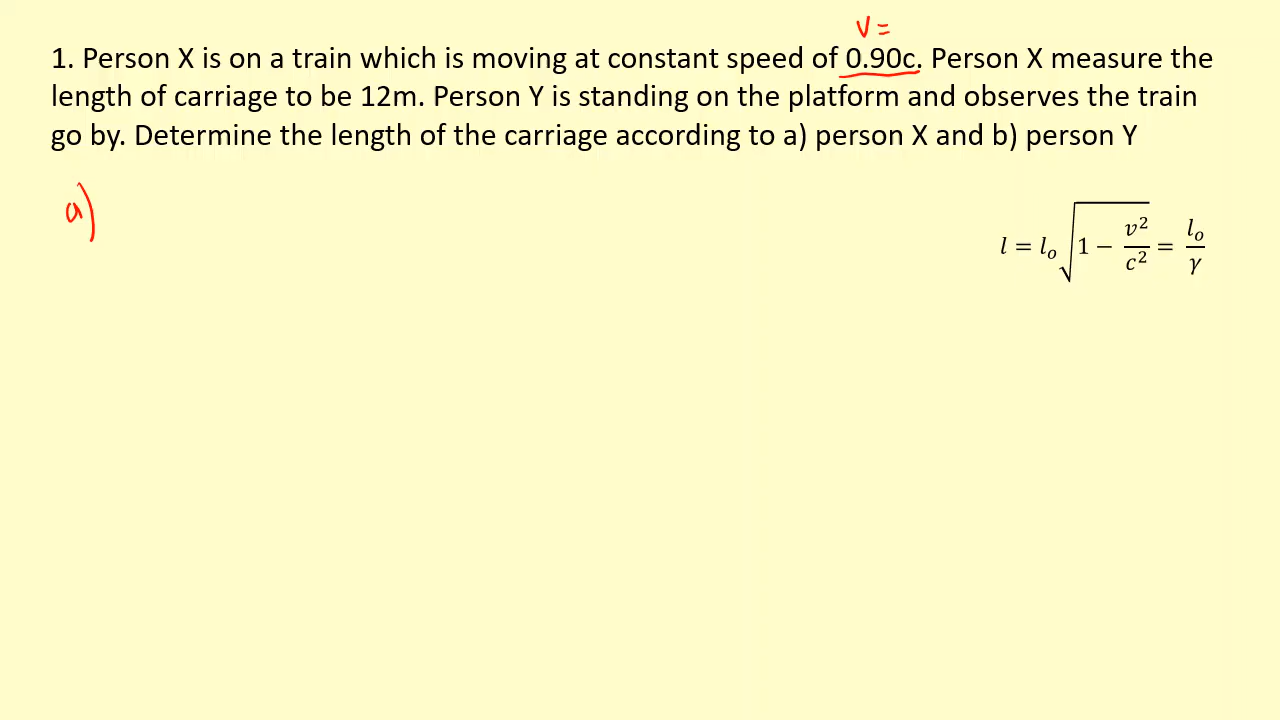 v =
1. Person X is on a train which is moving at constant speed of 0.90c. Person X measure the
length of carriage to be 12m. Person Y is standing on the platform and observes the train
go by. Determine the length of the carriage according to a) person X and b) person Y
a)
l = l₀ √(1 − v²/c²) = l₀/γ